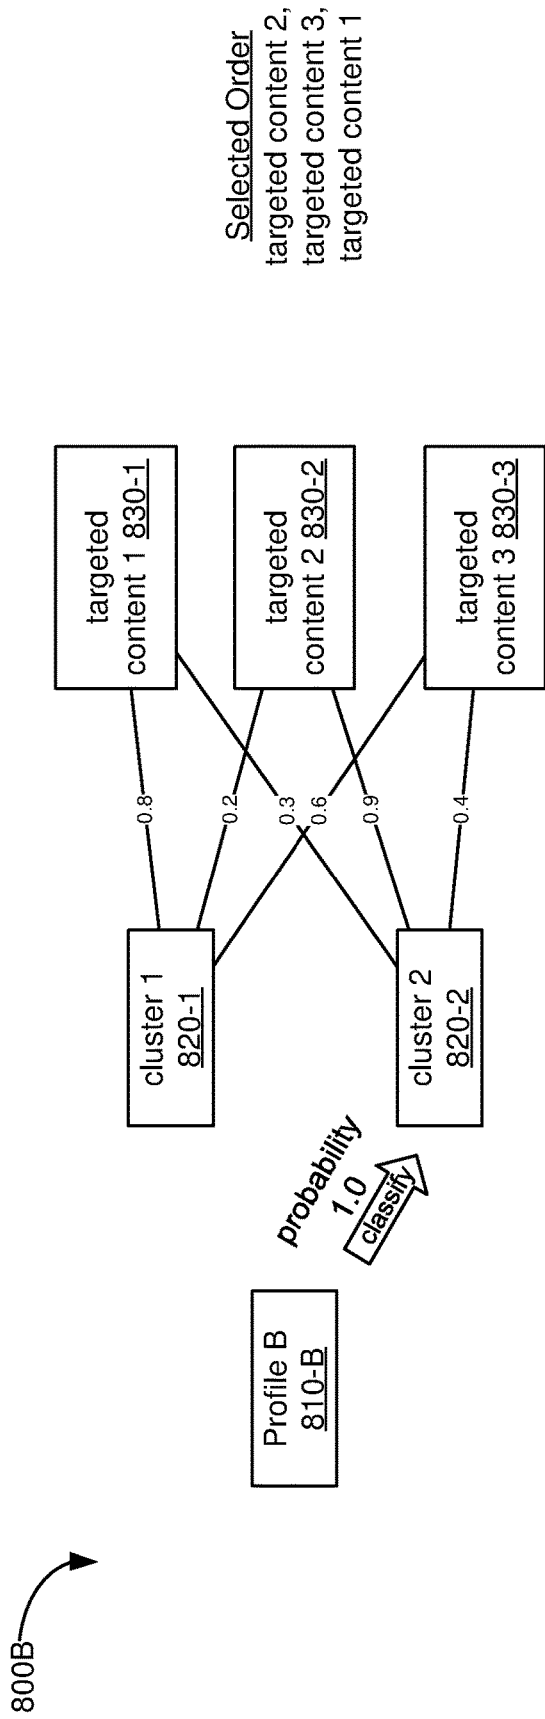 800B
Profile B
810-B
probability
1.0
classify
cluster 1
820-1
cluster 2
820-2
0.8
0.2
0.3
0.6
0.9
0.4
targeted
content 1 830-1
targeted
content 2 830-2
targeted
content 3 830-3
Selected Order
targeted content 2,
targeted content 3,
targeted content 1